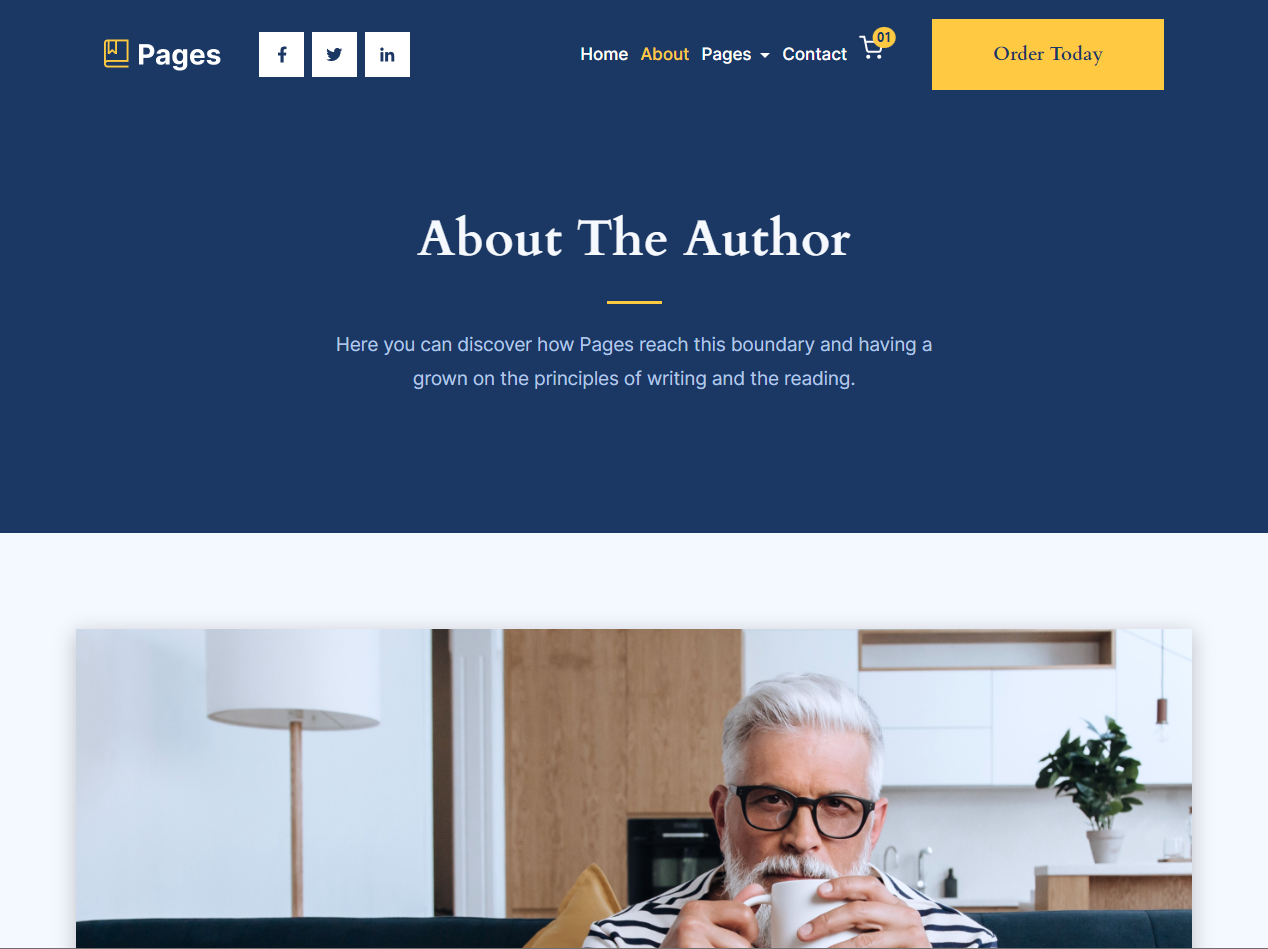 Pages
Home About Pages Contact 01
Order Today
About The Author
Here you can discover how Pages reach this boundary and having a
grown on the principles of writing and the reading.